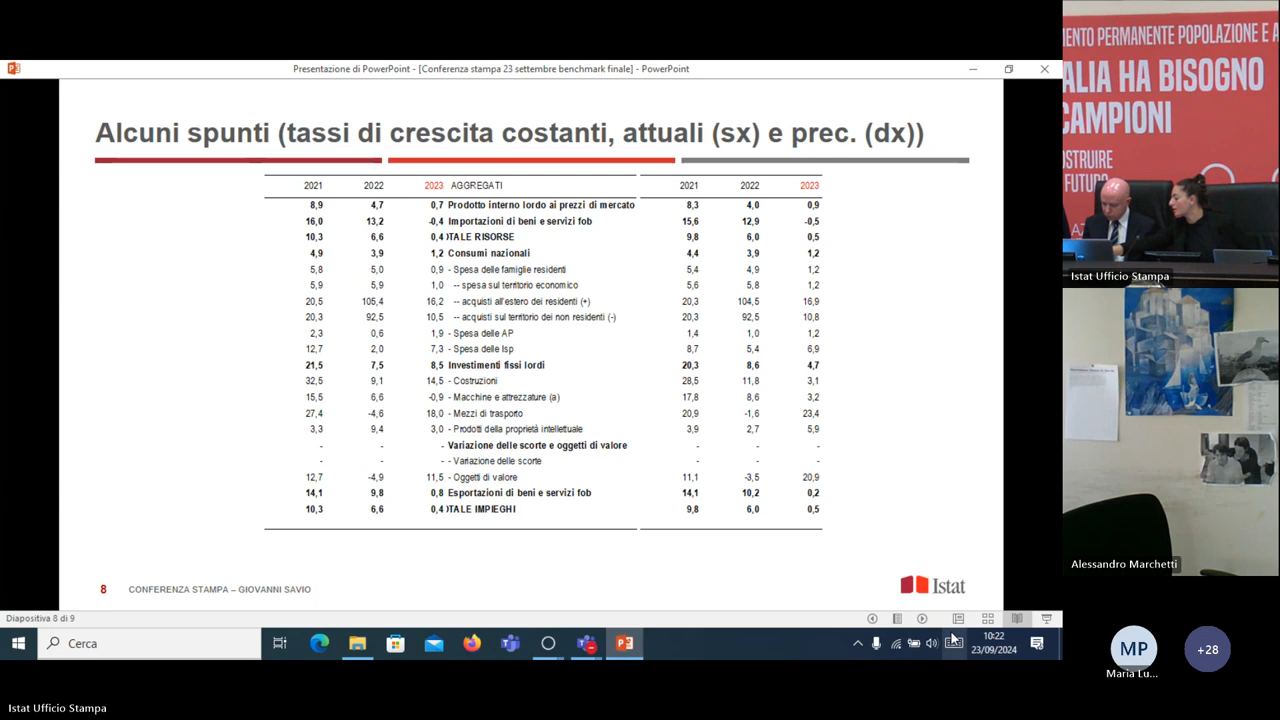 Presentazione di PowerPoint - [Conferenza stampa 23 settembre benchmark finale] - PowerPoint
Alcuni spunti (tassi di crescita costanti, attuali (sx) e prec. (dx))
2021 2022 2023 AGGREGATI 2021 2022 2023
8,9 4,7 0,7 Prodotto interno lordo ai prezzi di mercato 8,3 4,0 0,9
16,0 13,2 -0,4 Importazioni di beni e servizi fob 15,6 12,9 -0,5
10,3 6,6 0,4 OTALE RISORSE 9,8 6,0 0,5
4,9 3,9 1,2 Consumi nazionali 4,4 3,9 1,2
5,8 5,0 0,9 - Spesa delle famiglie residenti 5,4 4,9 1,2
5,9 5,9 1,0 -- spesa sul territorio economico 5,6 5,8 1,2
20,5 105,4 16,2 -- acquisti all'estero dei residenti (+) 20,3 104,5 16,9
20,3 92,5 10,5 -- acquisti sul territorio dei non residenti (-) 20,3 92,5 10,8
2,3 0,6 1,9 - Spesa delle AP 1,4 1,0 1,2
12,7 2,0 7,3 - Spesa delle Isp 8,7 5,4 6,9
21,5 7,5 8,5 Investimenti fissi lordi 20,3 8,6 4,7
32,5 9,1 14,5 - Costruzioni 28,5 11,8 3,1
15,5 6,6 -0,9 - Macchine e attrezzature (a) 17,8 8,6 3,2
27,4 -4,6 18,0 - Mezzi di trasporto 20,9 -1,6 23,4
3,3 9,4 3,0 - Prodotti della proprietà intellettuale 3,9 2,7 5,9
- - - Variazione delle scorte e oggetti di valore - - -
- - - - Variazione delle scorte - - -
12,7 -4,9 11,5 - Oggetti di valore 11,1 -3,5 20,9
14,1 9,8 0,8 Esportazioni di beni e servizi fob 14,1 10,2 0,2
10,3 6,6 0,4 OTALE IMPIEGHI 9,8 6,0 0,5
8 CONFERENZA STAMPA – GIOVANNI SAVIO
Istat
Diapositiva 8 di 9
Cerca
10:22
23/09/2024
Istat Ufficio Stampa
MENTO PERMANENTE POPOLAZIONE E A
ALIA HA BISOGNO
CAMPIONI
OSTRUIRE
FUTURO
Istat Ufficio Stampa
Alessandro Marchetti
MP
Maria Lu...
+28